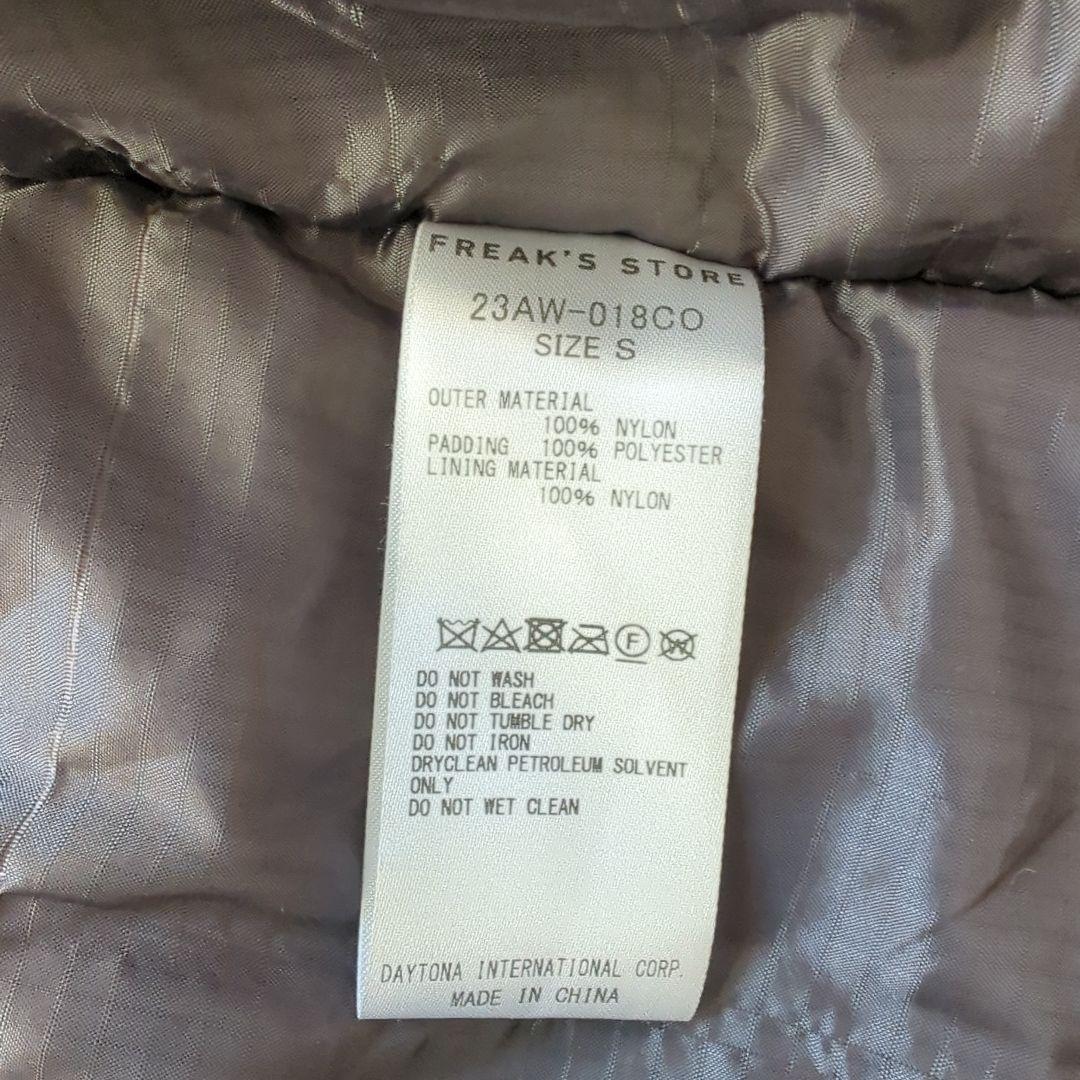 FREAK'S STORE
23AW-018CO
SIZE S
OUTER MATERIAL
100% NYLON
PADDING 100% POLYESTER
LINING MATERIAL
100% NYLON
F
DO NOT WASH
DO NOT BLEACH
DO NOT TUMBLE DRY
DO NOT IRON
DRYCLEAN PETROLEUM SOLVENT
ONLY
DO NOT WET CLEAN
DAYTONA INTERNATIONAL CORP.
MADE IN CHINA